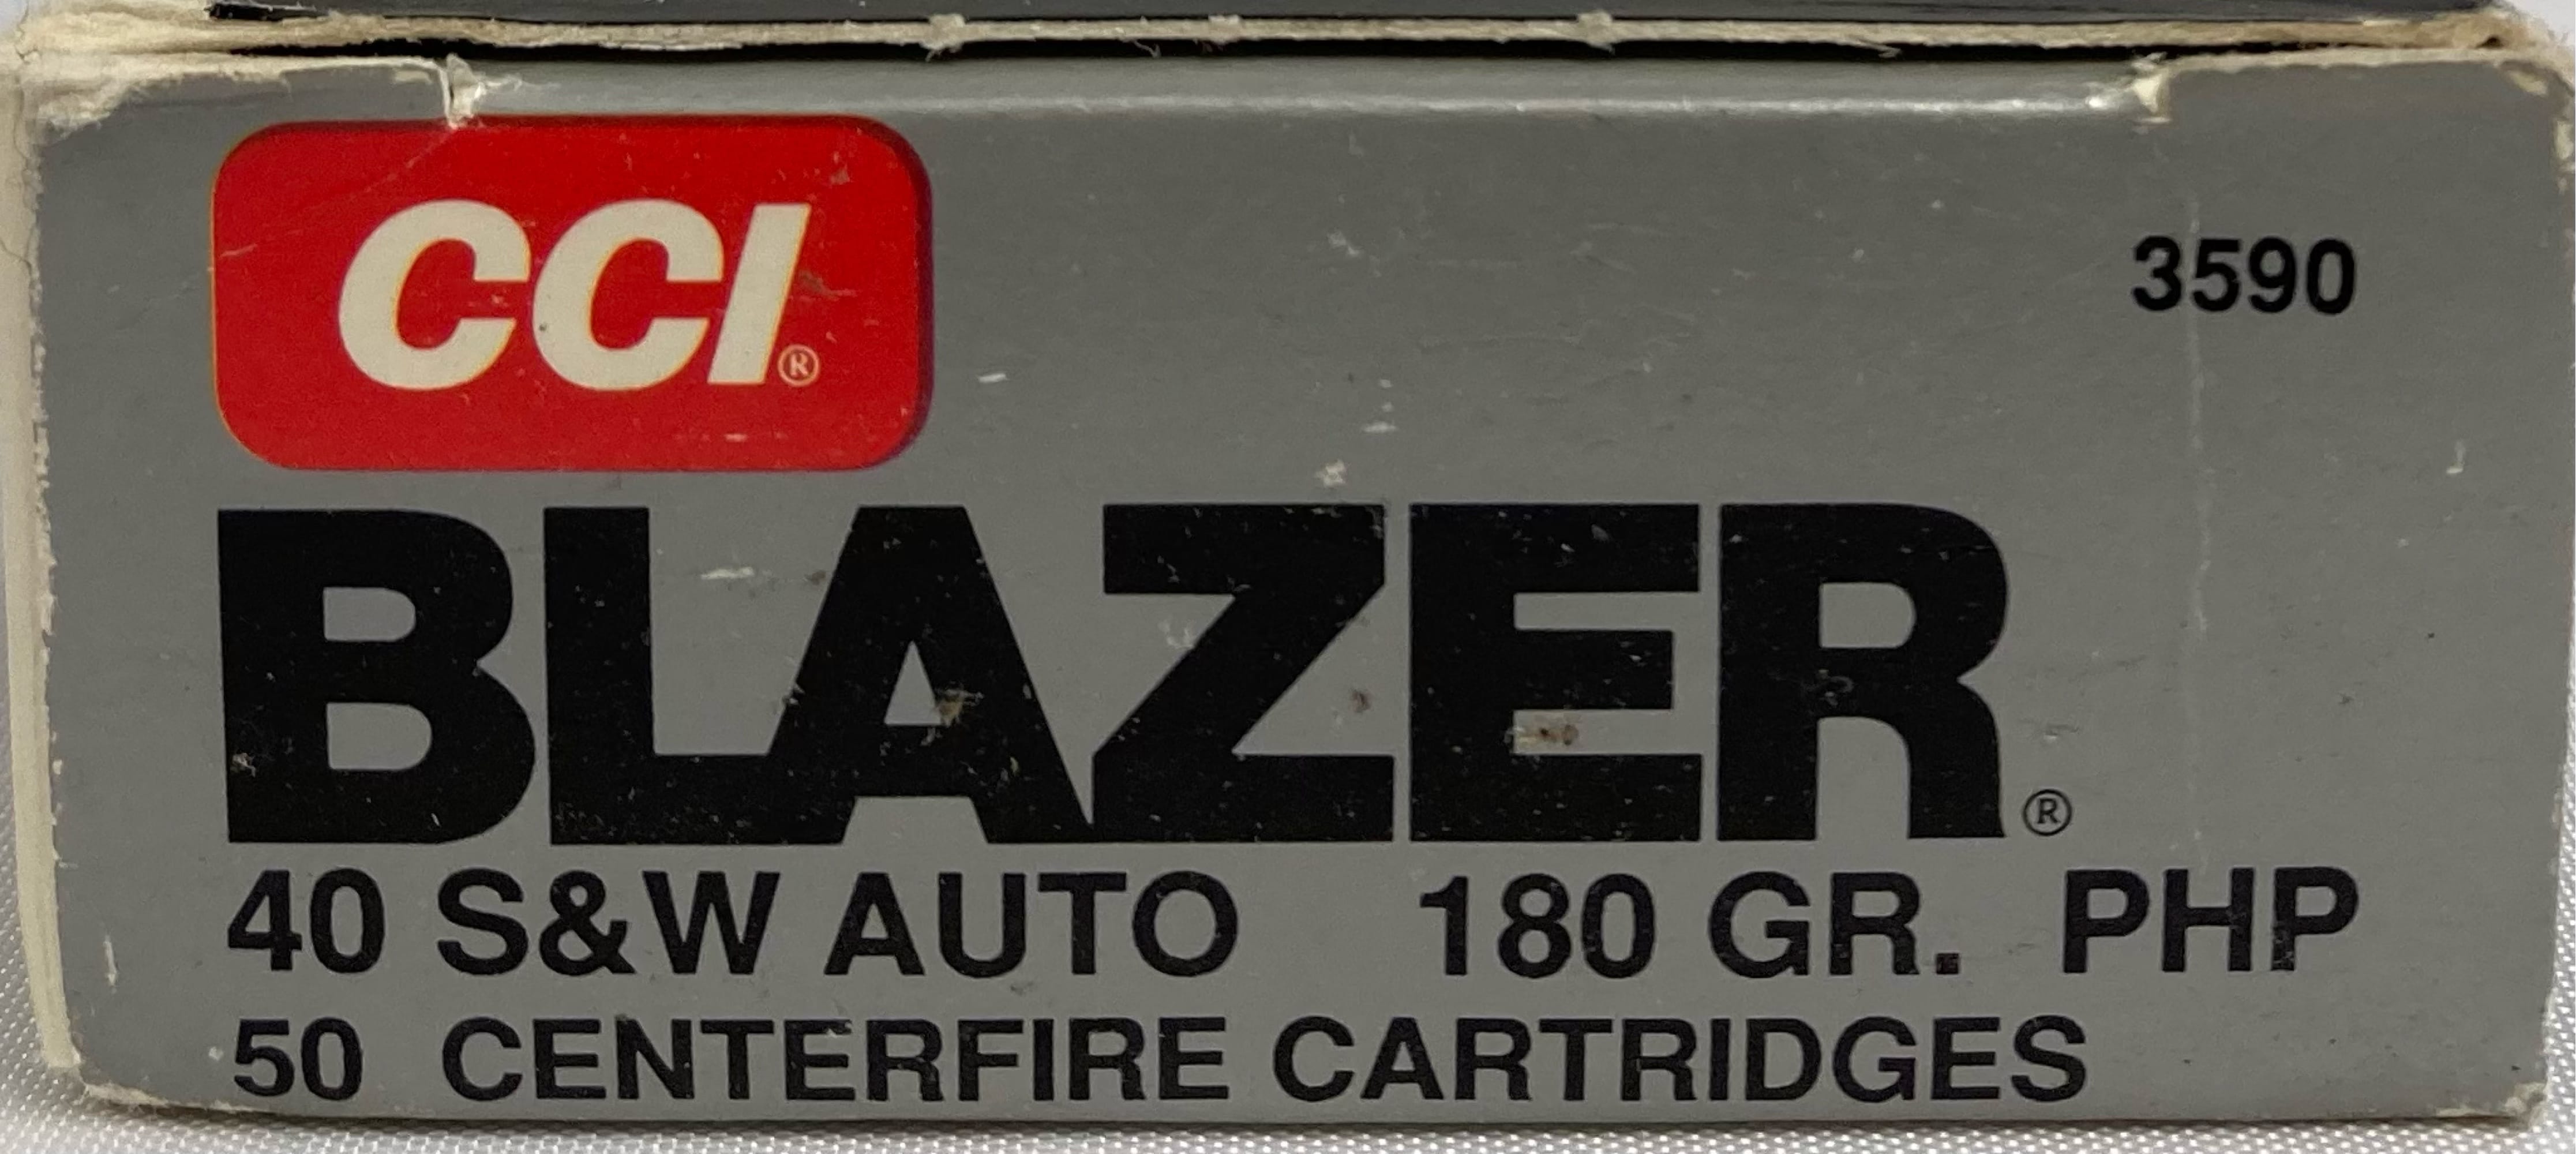 CCI®
3590
BLAZER®
40 S&W AUTO 180 GR. PHP
50 CENTERFIRE CARTRIDGES